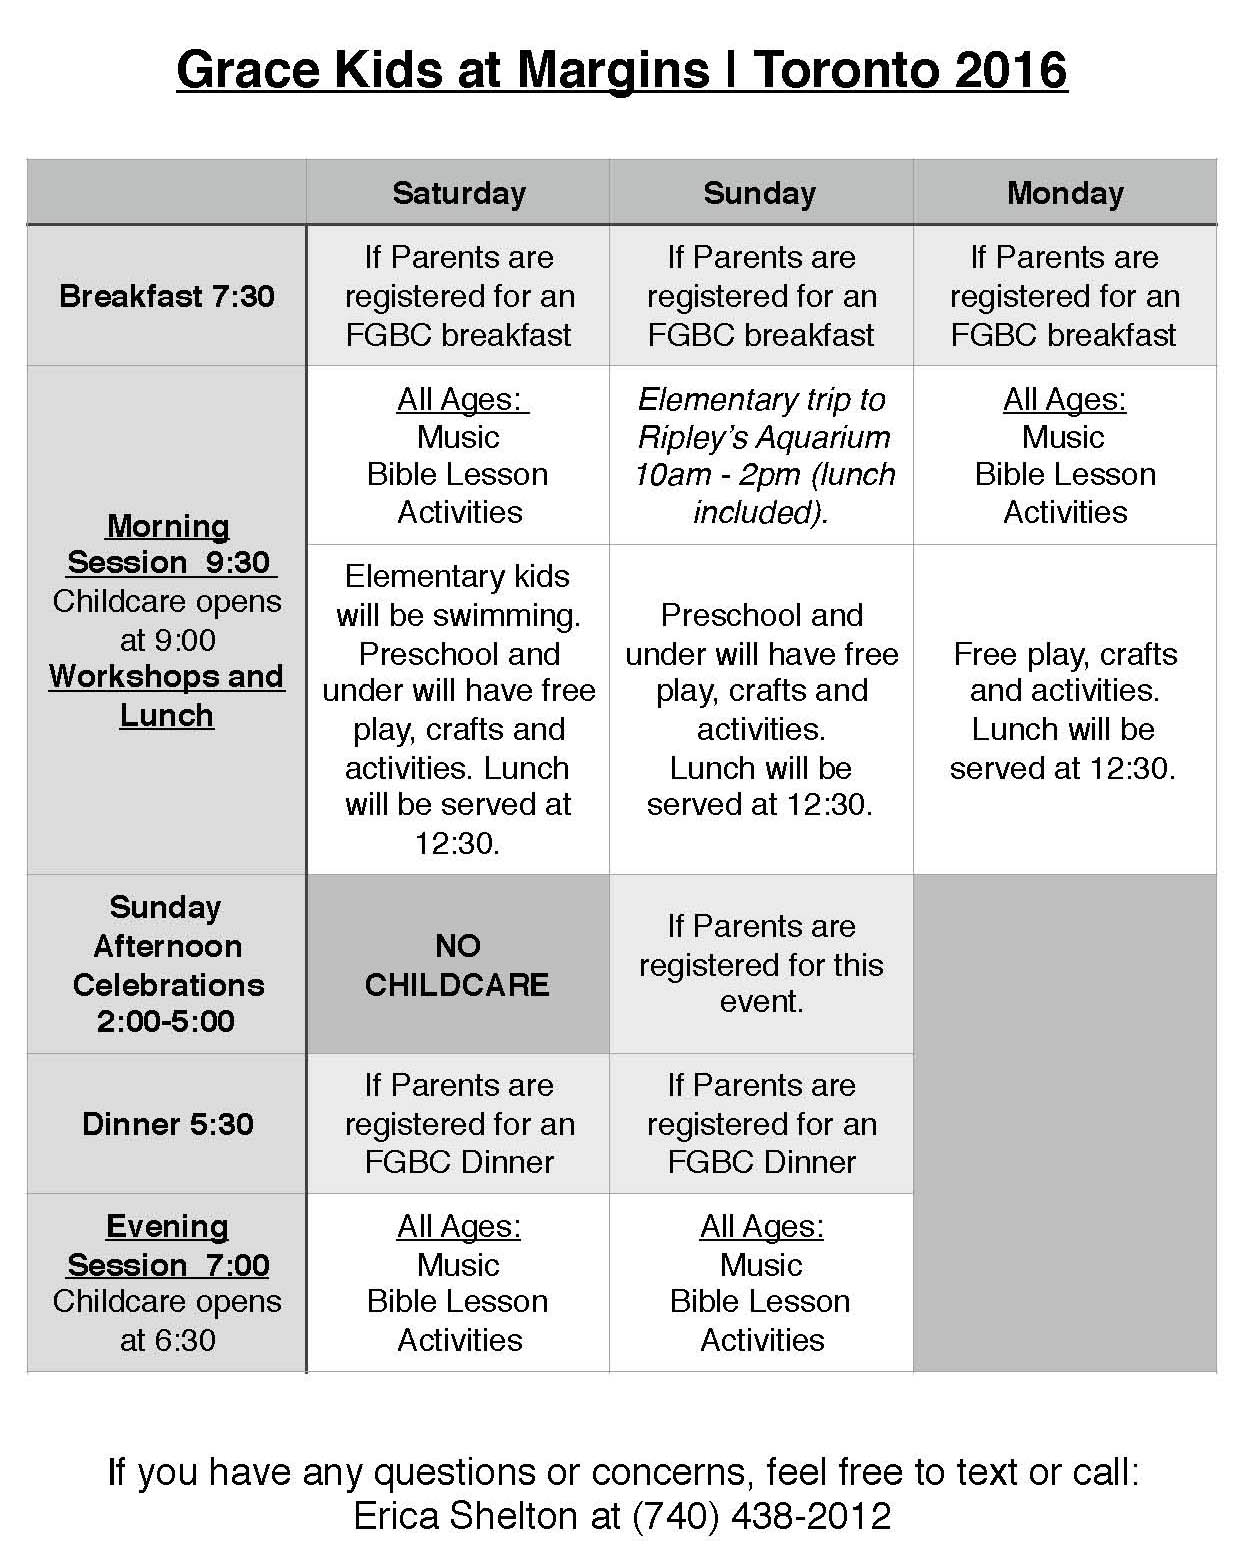 Grace Kids at Margins | Toronto 2016
Saturday
Sunday
Monday
Breakfast 7:30
If Parents are
registered for an
FGBC breakfast
If Parents are
registered for an
FGBC breakfast
If Parents are
registered for an
FGBC breakfast
Morning
Session 9:30
Childcare opens
at 9:00
Workshops and
Lunch
All Ages:
Music
Bible Lesson
Activities
Elementary trip to
Ripley’s Aquarium
10am - 2pm (lunch
included).
All Ages:
Music
Bible Lesson
Activities
Elementary kids
will be swimming.
Preschool and
under will have free
play, crafts and
activities. Lunch
will be served at
12:30.
Preschool and
under will have free
play, crafts and
activities.
Lunch will be
served at 12:30.
Free play, crafts
and activities.
Lunch will be
served at 12:30.
Sunday
Afternoon
Celebrations
2:00-5:00
NO
CHILDCARE
If Parents are
registered for this
event.
Dinner 5:30
If Parents are
registered for an
FGBC Dinner
If Parents are
registered for an
FGBC Dinner
Evening
Session 7:00
Childcare opens
at 6:30
All Ages:
Music
Bible Lesson
Activities
All Ages:
Music
Bible Lesson
Activities
If you have any questions or concerns, feel free to text or call:
Erica Shelton at (740) 438-2012